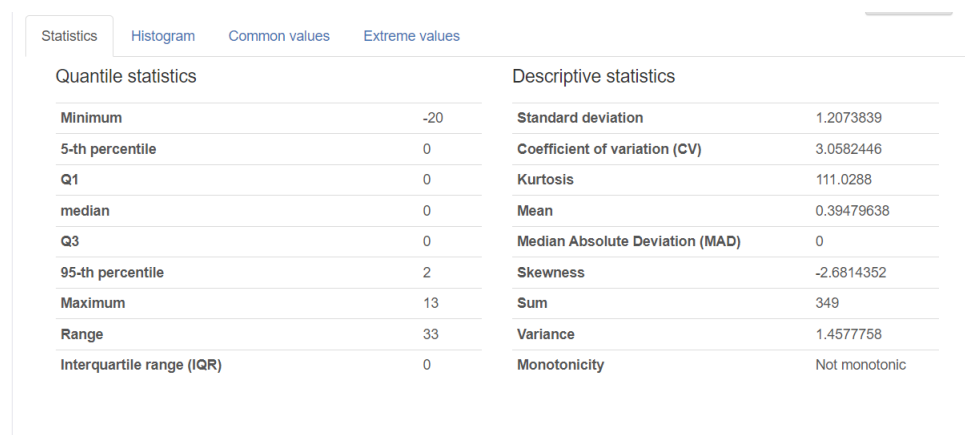 Statistics Histogram Common values Extreme values
Quantile statistics
Minimum -20
5-th percentile 0
Q1 0
median 0
Q3 0
95-th percentile 2
Maximum 13
Range 33
Interquartile range (IQR) 0
Descriptive statistics
Standard deviation 1.2073839
Coefficient of variation (CV) 3.0582446
Kurtosis 111.0288
Mean 0.39479638
Median Absolute Deviation (MAD) 0
Skewness -2.6814352
Sum 349
Variance 1.4577758
Monotonicity Not monotonic